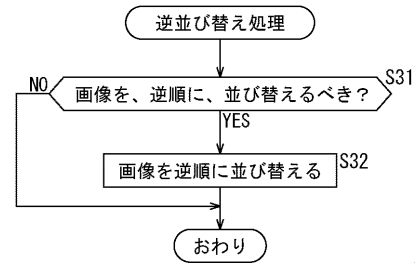 逆並び替え処理
S31
NO
画像を、逆順に、並び替えるべき？
YES
S32
画像を逆順に並び替える
おわり